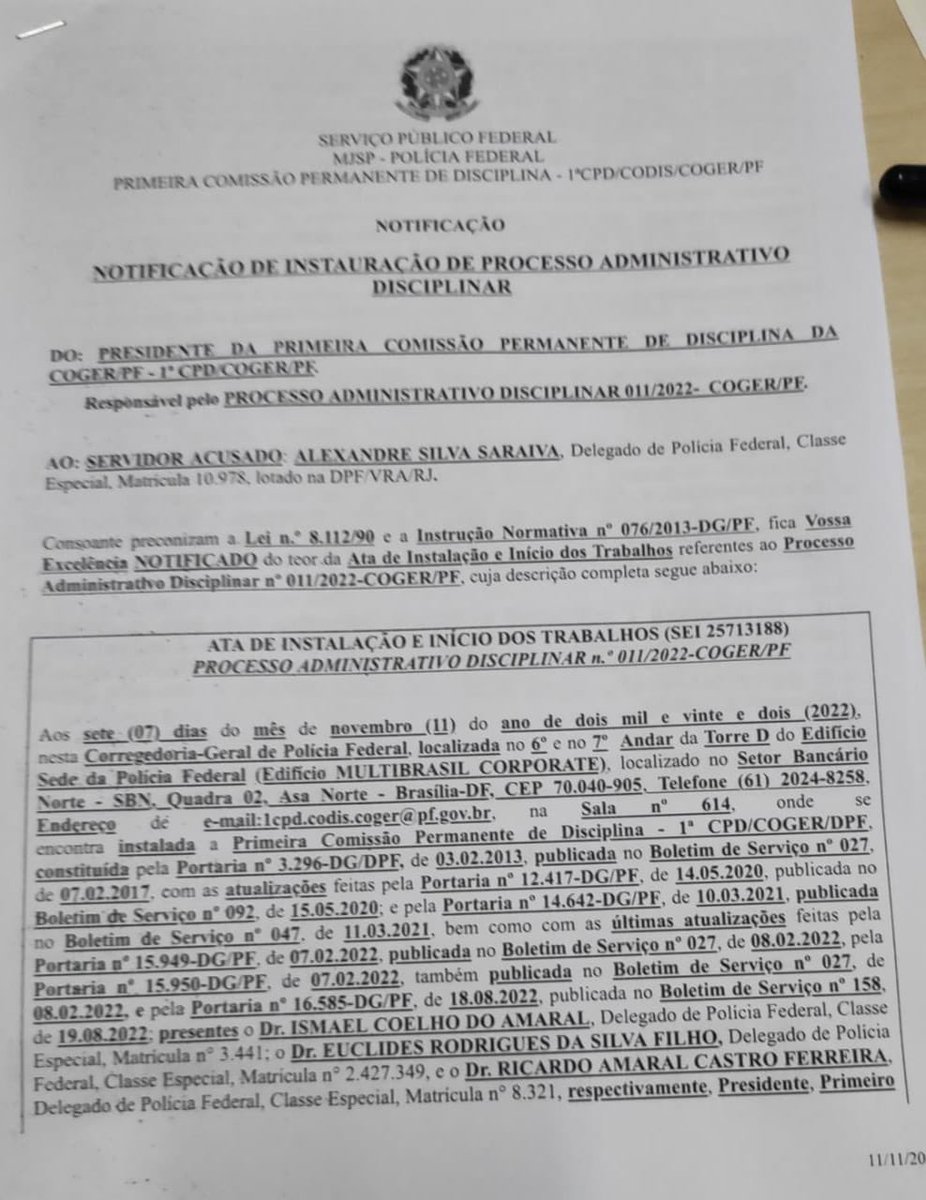 SERVIÇO PÚBLICO FEDERAL
MJSP - POLÍCIA FEDERAL
PRIMEIRA COMISSÃO PERMANENTE DE DISCIPLINA - 1ªCPD/CODIS/COGER/PF
NOTIFICAÇÃO
NOTIFICAÇÃO DE INSTAURAÇÃO DE PROCESSO ADMINISTRATIVO
DISCIPLINAR
DO: PRESIDENTE DA PRIMEIRA COMISSÃO PERMANENTE DE DISCIPLINA DA
COGER/PF - 1ª CPD/COGER/PF.
Responsável pelo PROCESSO ADMINISTRATIVO DISCIPLINAR 011/2022- COGER/PF.
AO: SERVIDOR ACUSADO: ALEXANDRE SILVA SARAIVA, Delegado de Polícia Federal, Classe
Especial, Matrícula 10.978, lotado na DPF/VRA/RJ.
Consoante preconizam a Lei n.º 8.112/90 e a Instrução Normativa nº 076/2013-DG/PF, fica Vossa
Excelência NOTIFICADO do teor da Ata de Instalação e Início dos Trabalhos referentes ao Processo
Administrativo Disciplinar nº 011/2022-COGER/PF, cuja descrição completa segue abaixo:
ATA DE INSTALAÇÃO E INÍCIO DOS TRABALHOS (SEI 25713188)
PROCESSO ADMINISTRATIVO DISCIPLINAR n.º 011/2022-COGER/PF
Aos sete (07) dias do mês de novembro (11) do ano de dois mil e vinte e dois (2022),
nesta Corregedoria-Geral de Polícia Federal, localizada no 6º e no 7º Andar da Torre D do Edifício
Sede da Polícia Federal (Edifício MULTIBRASIL CORPORATE), localizado no Setor Bancário
Norte - SBN, Quadra 02, Asa Norte - Brasília-DF, CEP 70.040-905, Telefone (61) 2024-8258,
Endereço de e-mail:1cpd.codis.coger@pf.gov.br, na Sala nº 614, onde se
encontra instalada a Primeira Comissão Permanente de Disciplina - 1ª CPD/COGER/DPF,
constituída pela Portaria nº 3.296-DG/DPF, de 03.02.2013, publicada no Boletim de Serviço nº 027,
de 07.02.2017, com as atualizações feitas pela Portaria nº 12.417-DG/PF, de 14.05.2020, publicada no
Boletim de Serviço nº 092, de 15.05.2020; e pela Portaria nº 14.642-DG/PF, de 10.03.2021, publicada
no Boletim de Serviço nº 047, de 11.03.2021, bem como com as últimas atualizações feitas pela
Portaria nº 15.949-DG/PF, de 07.02.2022, publicada no Boletim de Serviço nº 027, de 08.02.2022, pela
Portaria nº 15.950-DG/PF, de 07.02.2022, também publicada no Boletim de Serviço nº 027, de
08.02.2022, e pela Portaria nº 16.585-DG/PF, de 18.08.2022, publicada no Boletim de Serviço nº 158,
de 19.08.2022; presentes o Dr. ISMAEL COELHO DO AMARAL, Delegado de Polícia Federal, Classe
Especial, Matrícula nº 3.441; o Dr. EUCLIDES RODRIGUES DA SILVA FILHO, Delegado de Polícia
Federal, Classe Especial, Matrícula nº 2.427.349, e o Dr. RICARDO AMARAL CASTRO FERREIRA,
Delegado de Polícia Federal, Classe Especial, Matrícula nº 8.321, respectivamente, Presidente, Primeiro
11/11/20